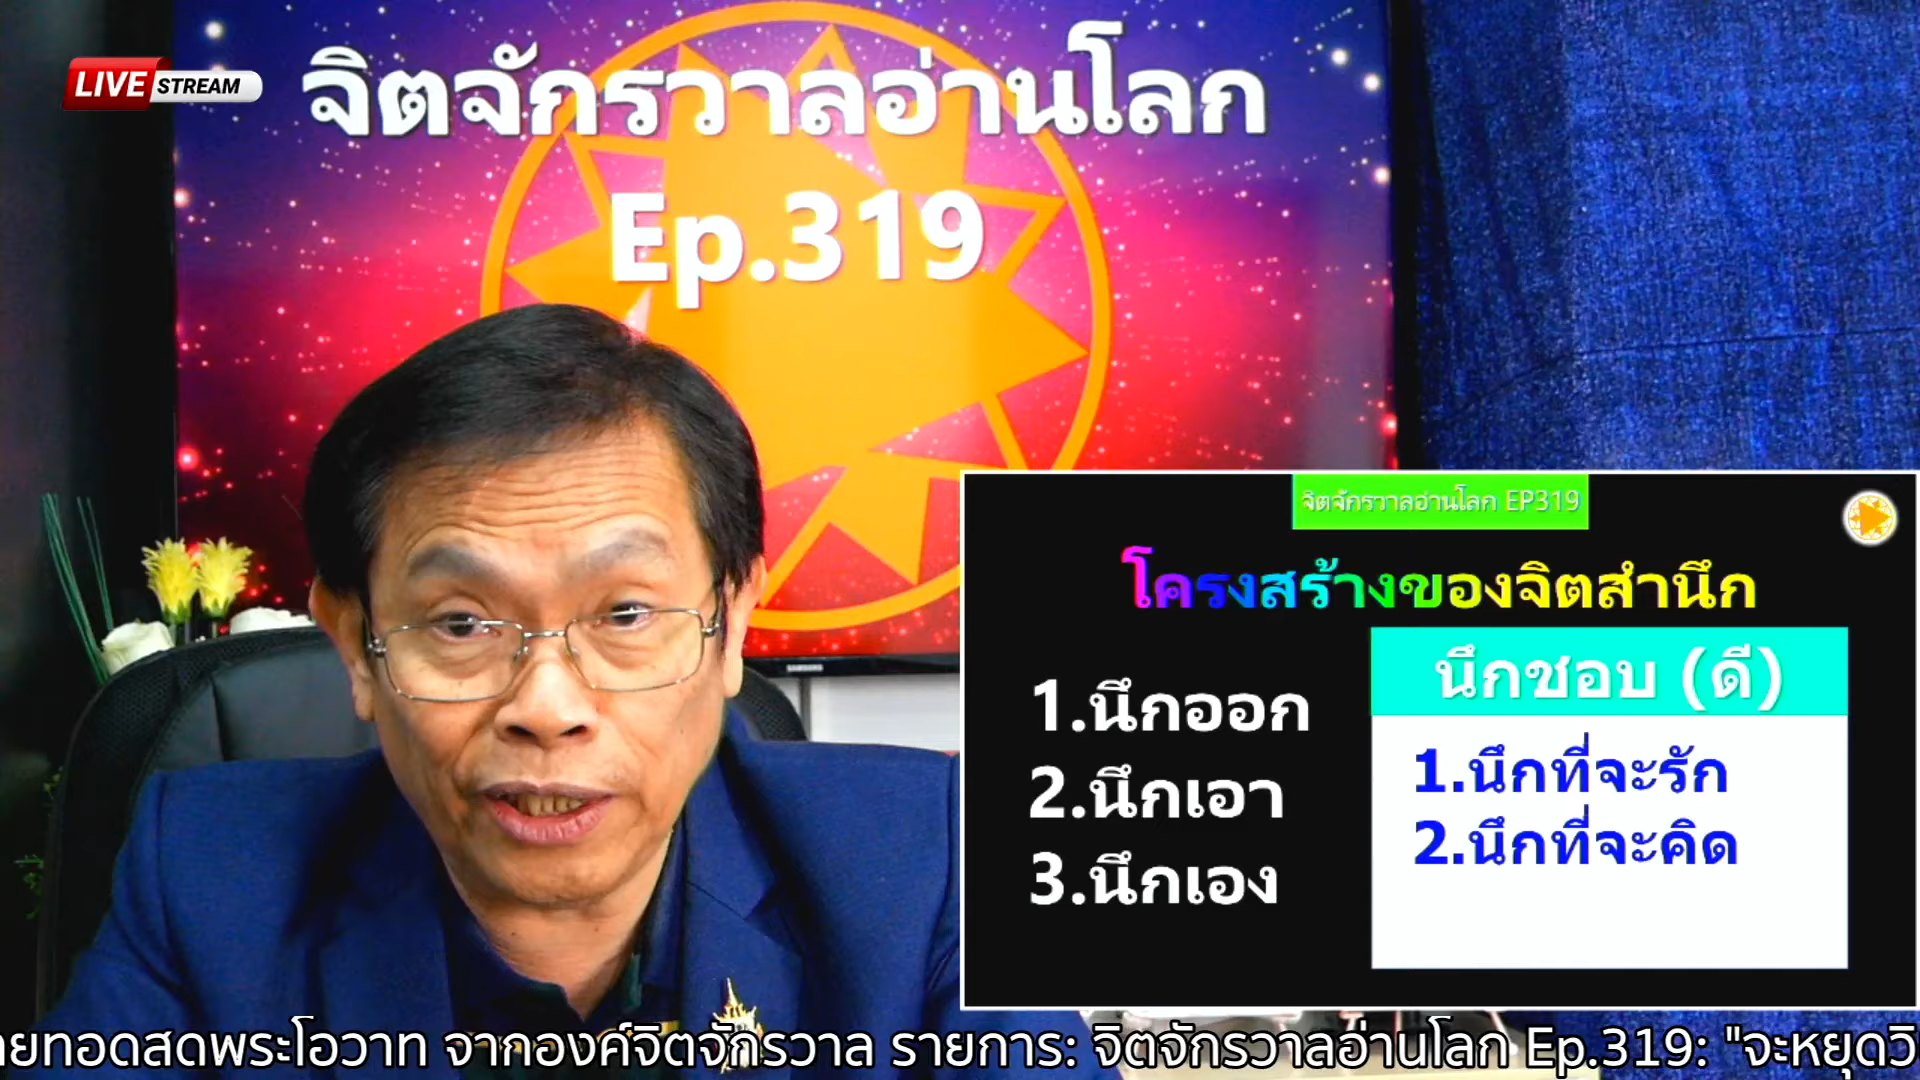 LIVE STREAM
จิตจักรวาลอ่านโลก
Ep.319
SAMSUNG
จิตจักรวาลอ่านโลก EP319
โครงสร้างของจิตสำนึก
1.นึกออก
2.นึกเอา
3.นึกเอง
นึกชอบ (ดี)
1.นึกที่จะรัก
2.นึกที่จะคิด
ายทอดสดพระโอวาท จากองค์จิตจักรวาล รายการ: จิตจักรวาลอ่านโลก Ep.319: "จะหยุดวิ